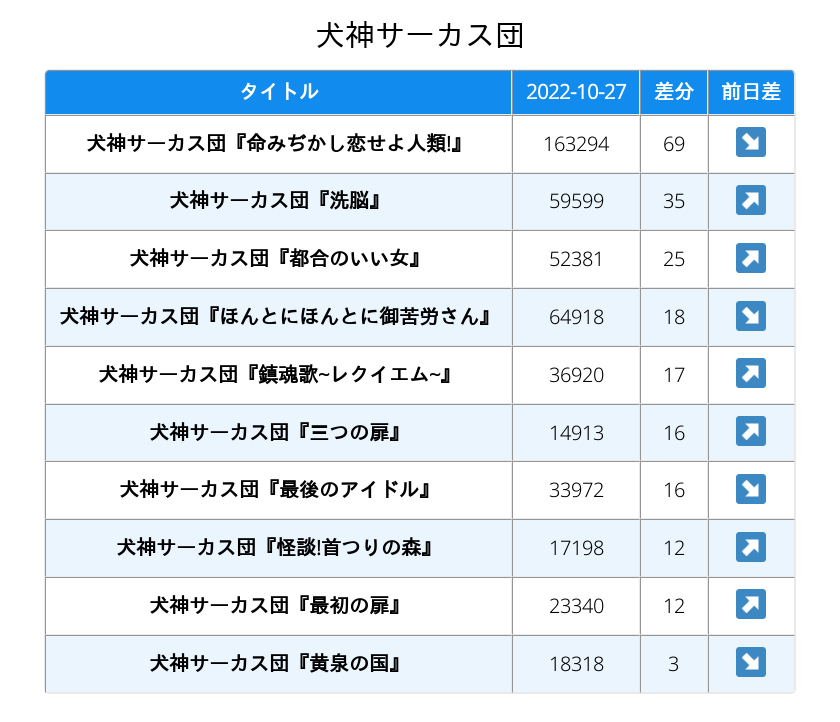 犬神サーカス団
タイトル 2022-10-27 差分 前日差
犬神サーカス団『命みぢかし恋せよ人類!』 163294 69 ↘
犬神サーカス団『洗脳』 59599 35 ↗
犬神サーカス団『都合のいい女』 52381 25 ↗
犬神サーカス団『ほんとにほんとに御苦労さん』 64918 18 ↘
犬神サーカス団『鎮魂歌~レクイエム~』 36920 17 ↗
犬神サーカス団『三つの扉』 14913 16 ↗
犬神サーカス団『最後のアイドル』 33972 16 ↘
犬神サーカス団『怪談!首つりの森』 17198 12 ↗
犬神サーカス団『最初の扉』 23340 12 ↗
犬神サーカス団『黄泉の国』 18318 3 ↘